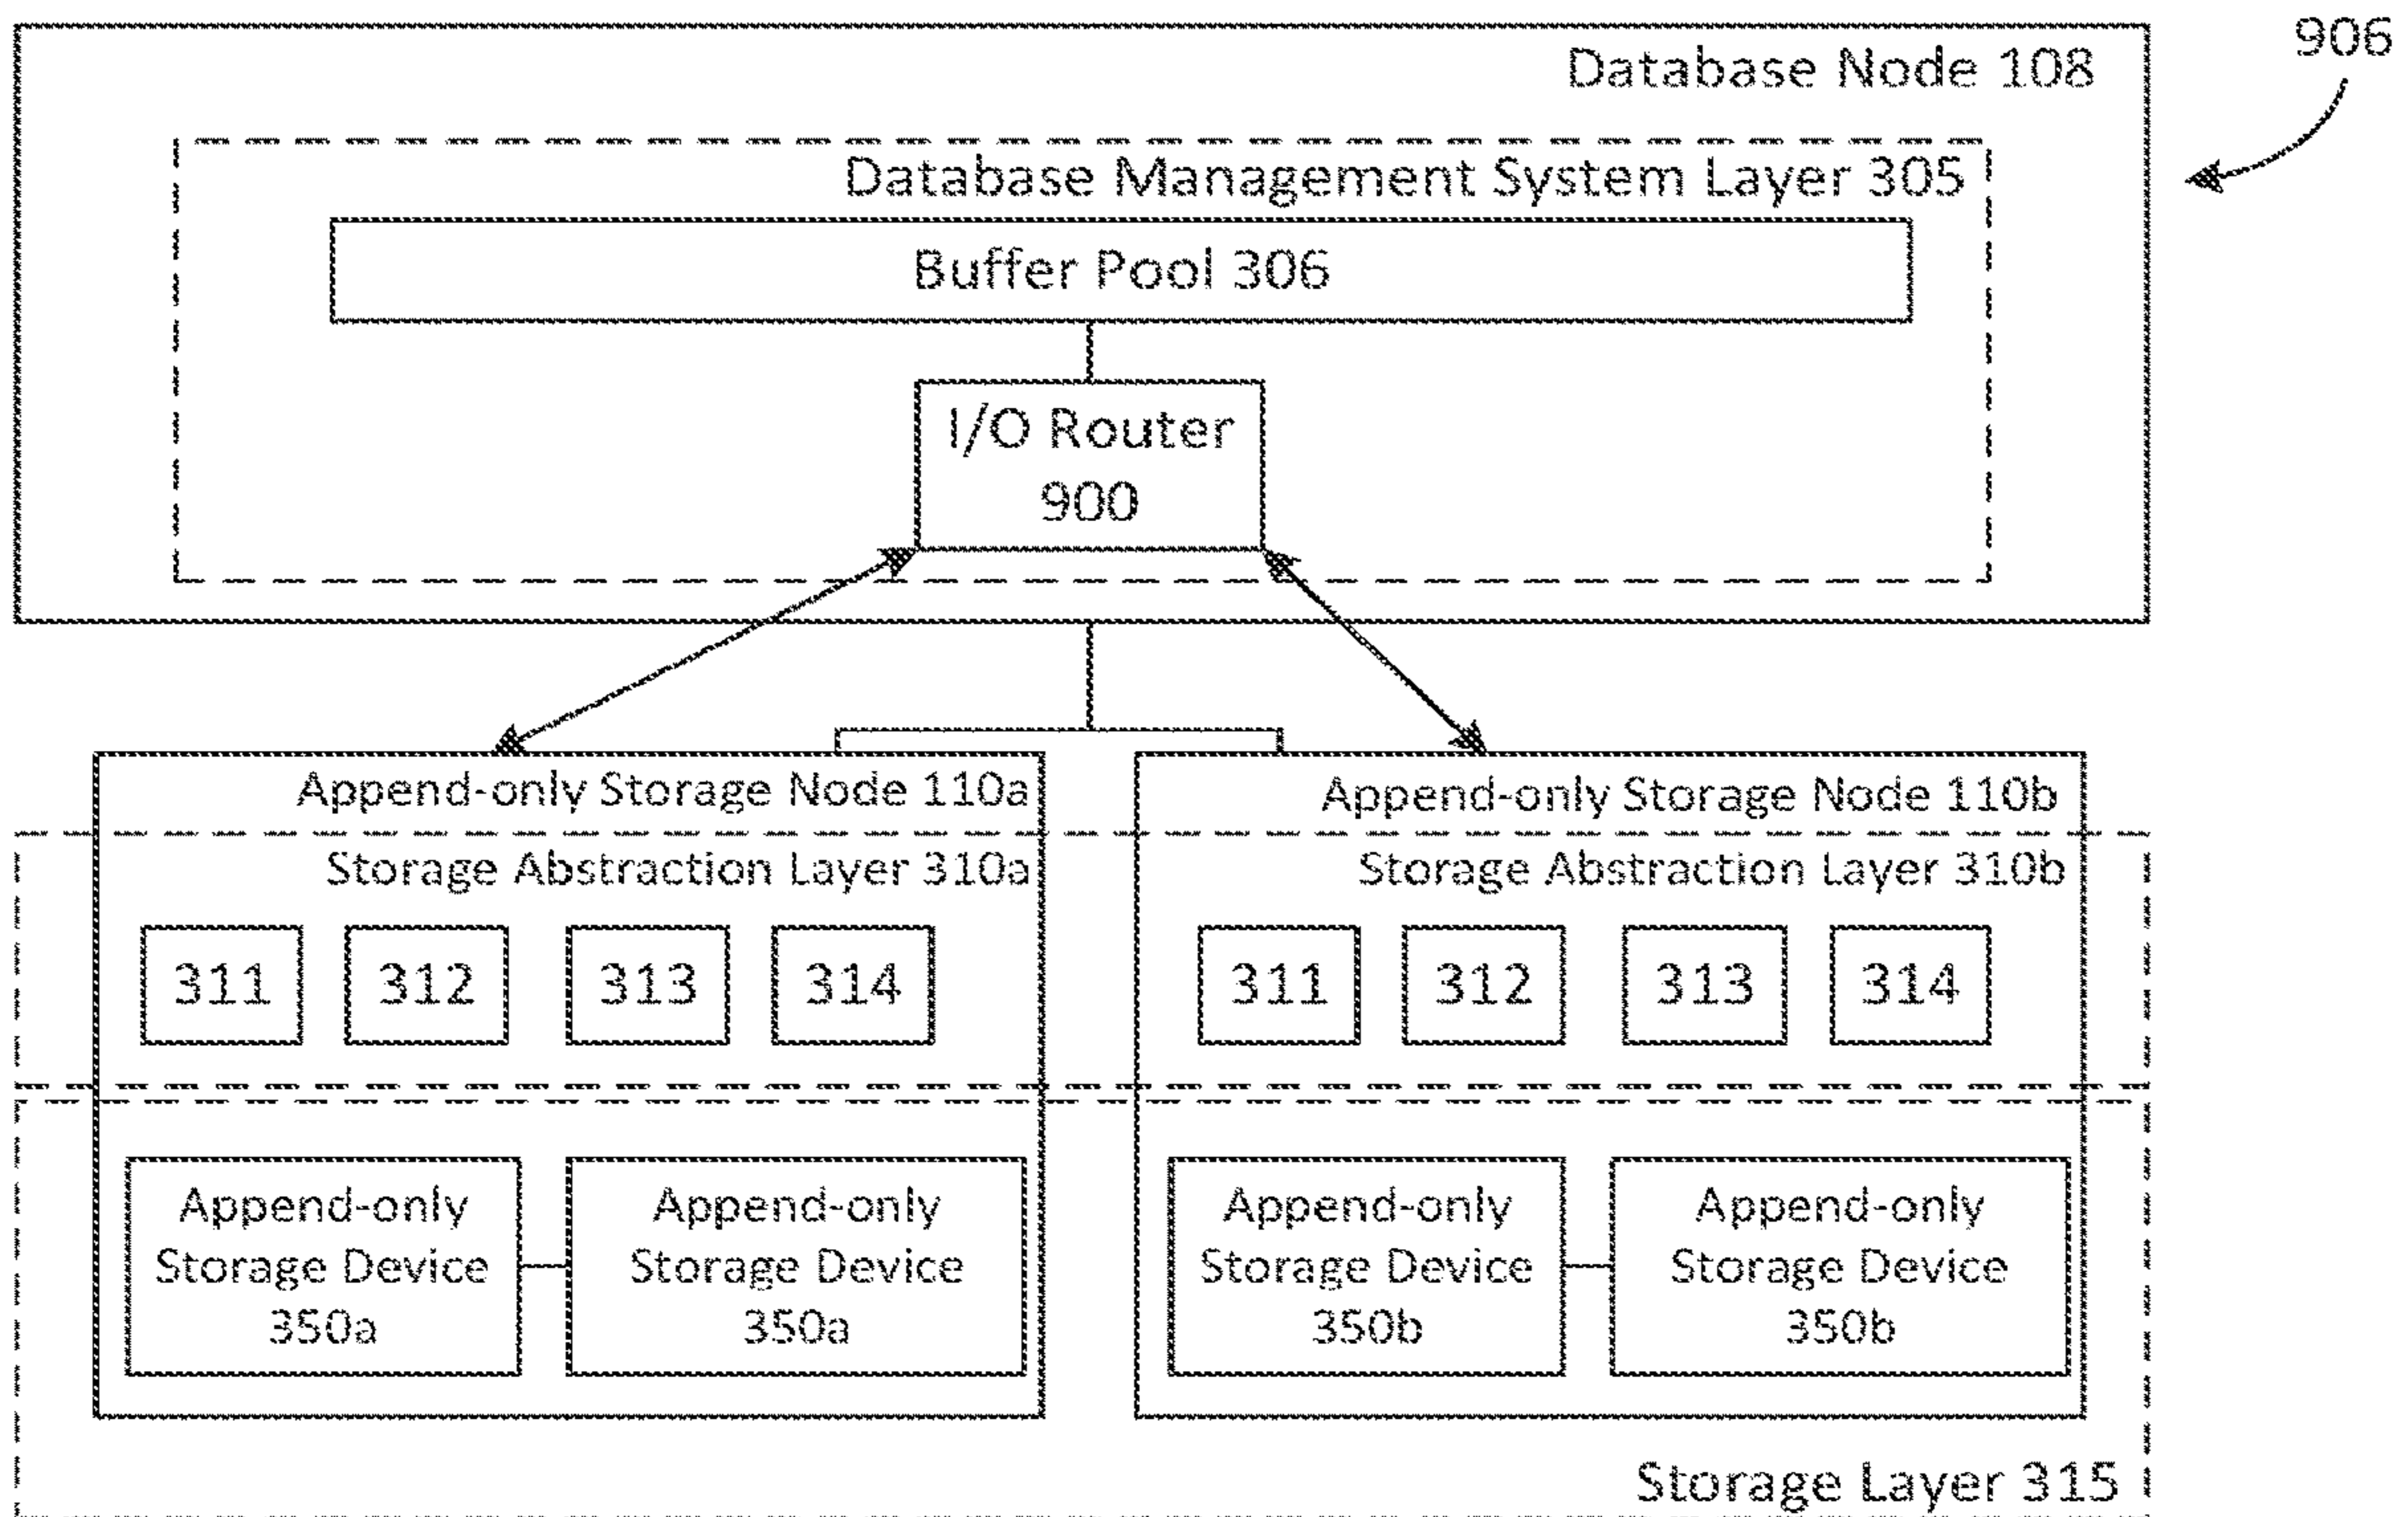 906
Database Node 108
Database Management System Layer 305
Buffer Pool 306
I/O Router
900
Append-only Storage Node 110a
Storage Abstraction Layer 310a
311 312 313 314
Append-only
Storage Device
350a
Append-only
Storage Device
350a
Append-only Storage Node 110b
Storage Abstraction Layer 310b
311 312 313 314
Append-only
Storage Device
350b
Append-only
Storage Device
350b
Storage Layer 315